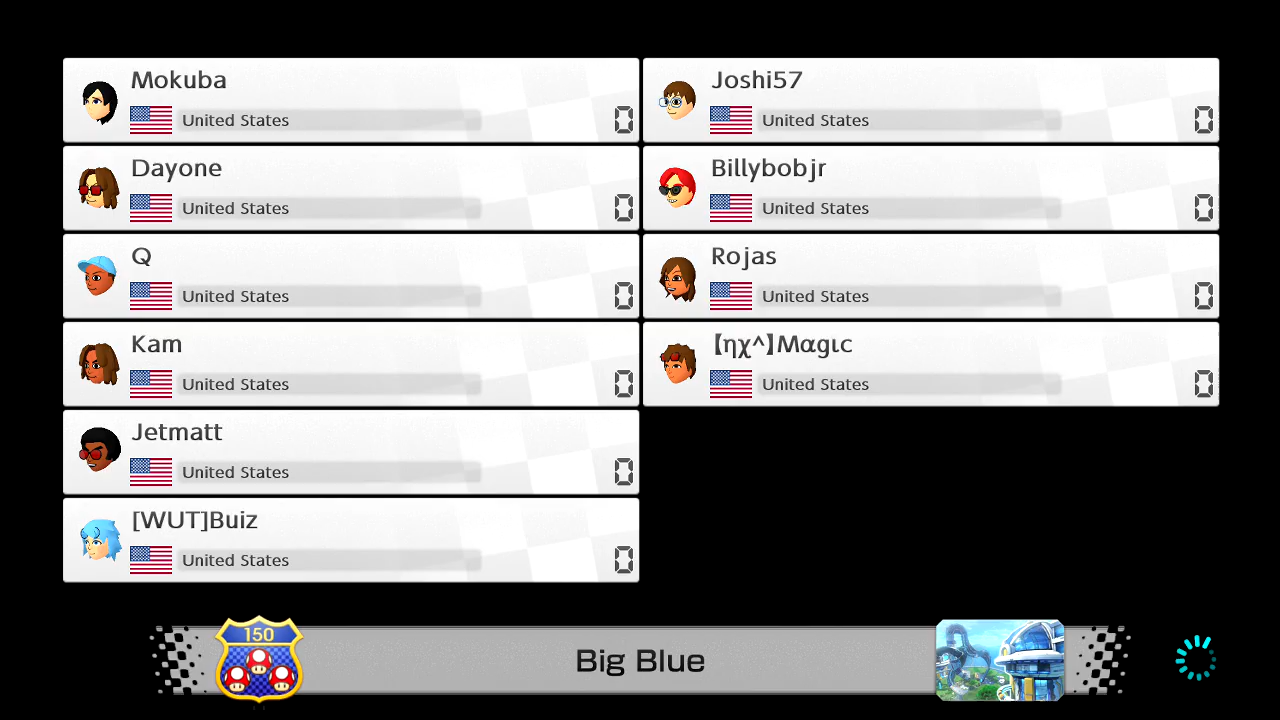 Mokuba
United States
0
Dayone
United States
0
Q
United States
0
Kam
United States
0
Jetmatt
United States
0
[WUT]Buiz
United States
0
Joshi57
United States
0
Billybobjr
United States
0
Rojas
United States
0
【ηχ^】Mαgιc
United States
0
150
Big Blue